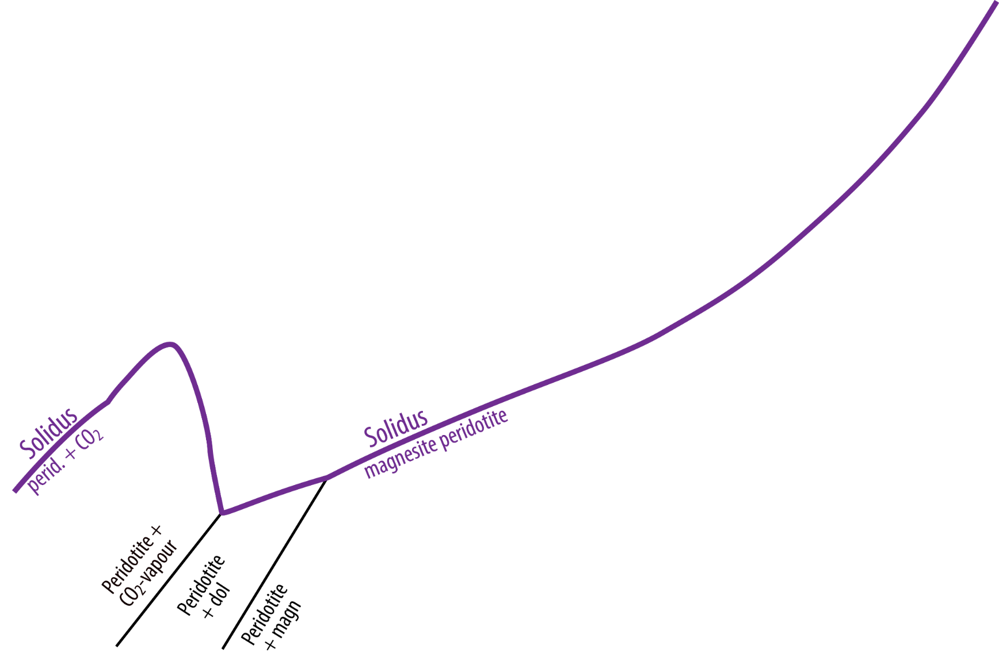 Solidus
perid. + CO₂
Solidus
magnesite peridotite
Peridotite +
CO₂-vapour
Peridotite
+ dol
Peridotite
+ magn